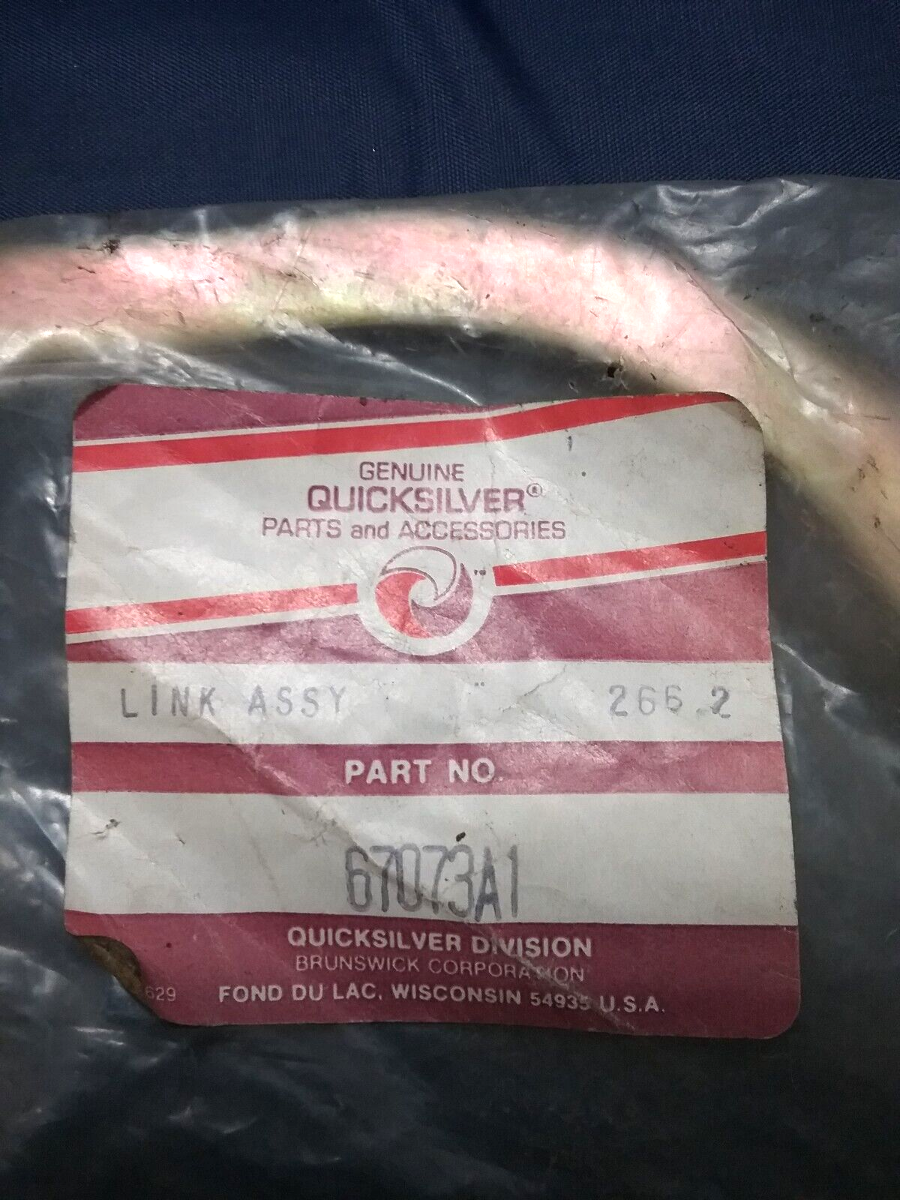 GENUINE
QUICKSILVER®
PARTS and ACCESSORIES
™
LINK ASSY 266.2
PART NO.
67073A1
QUICKSILVER DIVISION
BRUNSWICK CORPORATION
629 FOND DU LAC, WISCONSIN 54935 U.S.A.